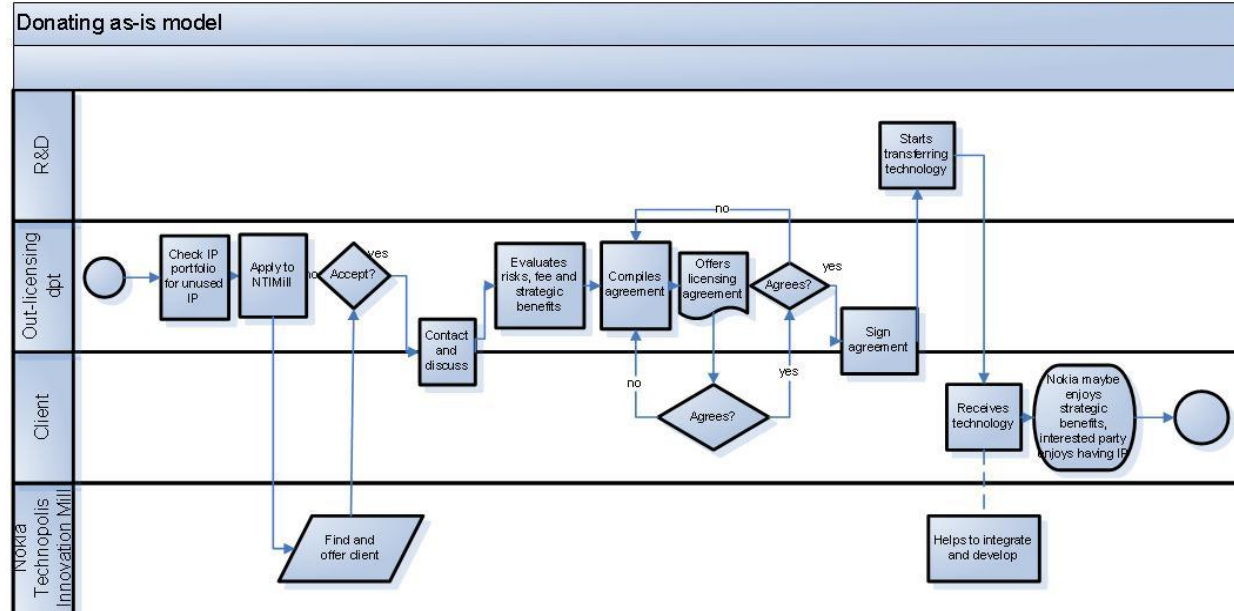 Donating as-is model
R&D
Starts
transferring
technology
Out-licensing
dpt
Check IP
portfolio
for unused
IP
Apply to
NTIMill
no
Accept?
yes
Contact
and
discuss
Evaluates
risks, fee and
strategic
benefits
no
Compiles
agreement
Offers
licensing
agreement
Agrees?
yes
Sign
agreement
Client
no
Agrees?
yes
Receives
technology
Nokia maybe
enjoys
strategic
benefits,
interested party
enjoys having IP
Nokia
Technopolis
Innovation Mill
Find and
offer client
Helps to integrate
and develop